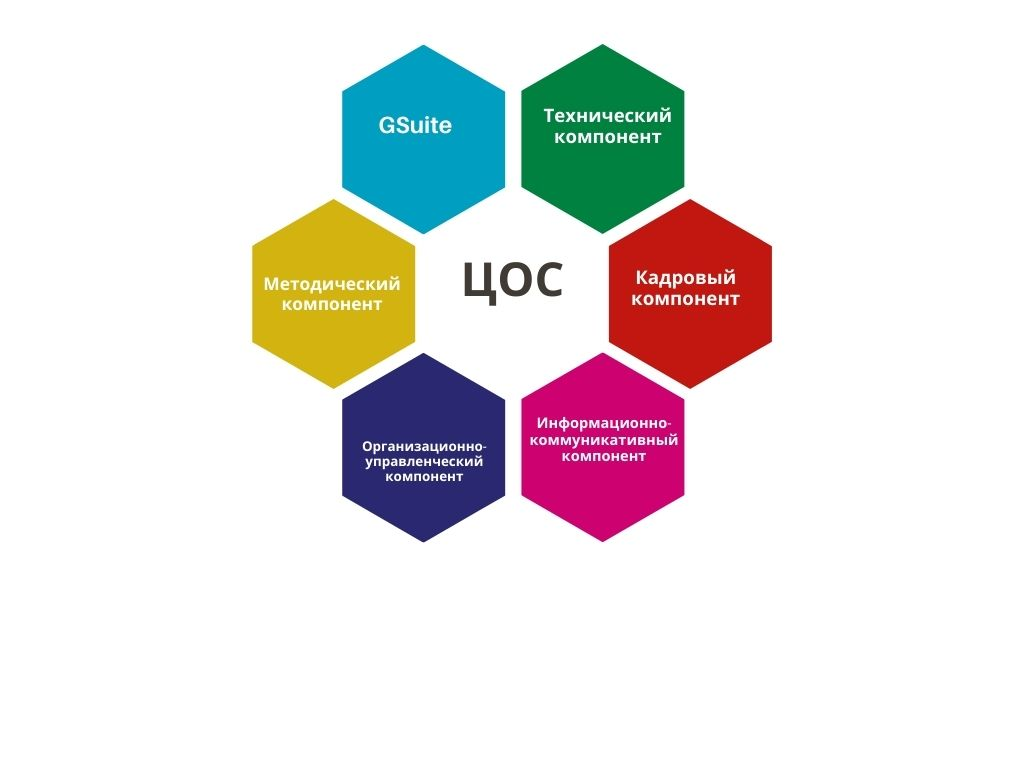 GSuite
Технический
компонент
Методический
компонент
ЦОС
Кадровый
компонент
Организационно-
управленческий
компонент
Информационно-
коммуникативный
компонент